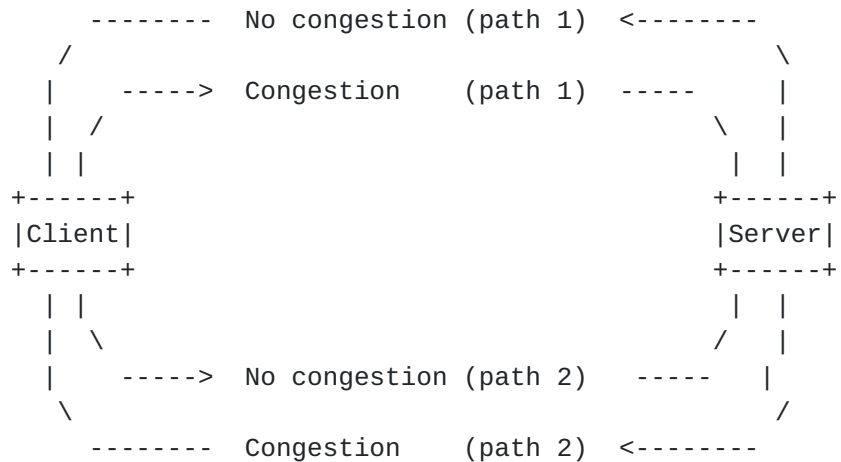 No congestion (path 1)
Congestion (path 1)
Client Server
No congestion (path 2)
Congestion (path 2)